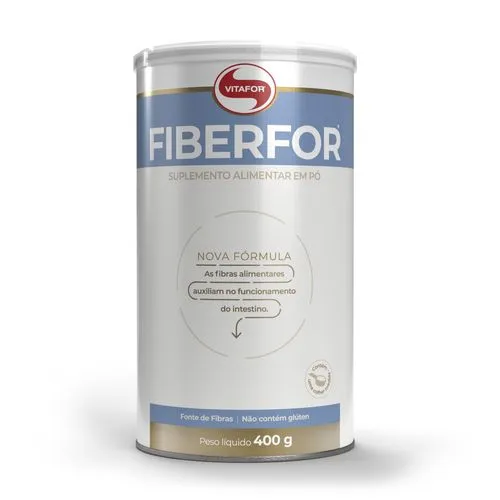 VITAFOR
FIBERFOR
SUPLEMENTO ALIMENTAR EM PÓ
NOVA FÓRMULA
As fibras alimentares
auxiliam no funcionamento
do intestino.
Contém
Fonte de Fibras | Não contém glúten
Peso líquido 400 g